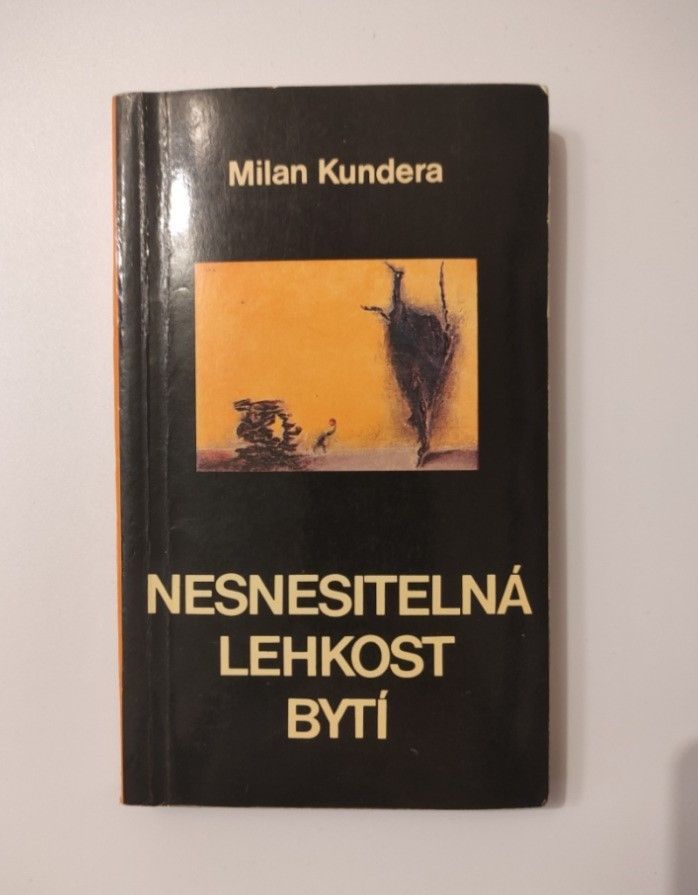 Milan Kundera
NESNESITELNÁ
LEHKOST
BYTÍ